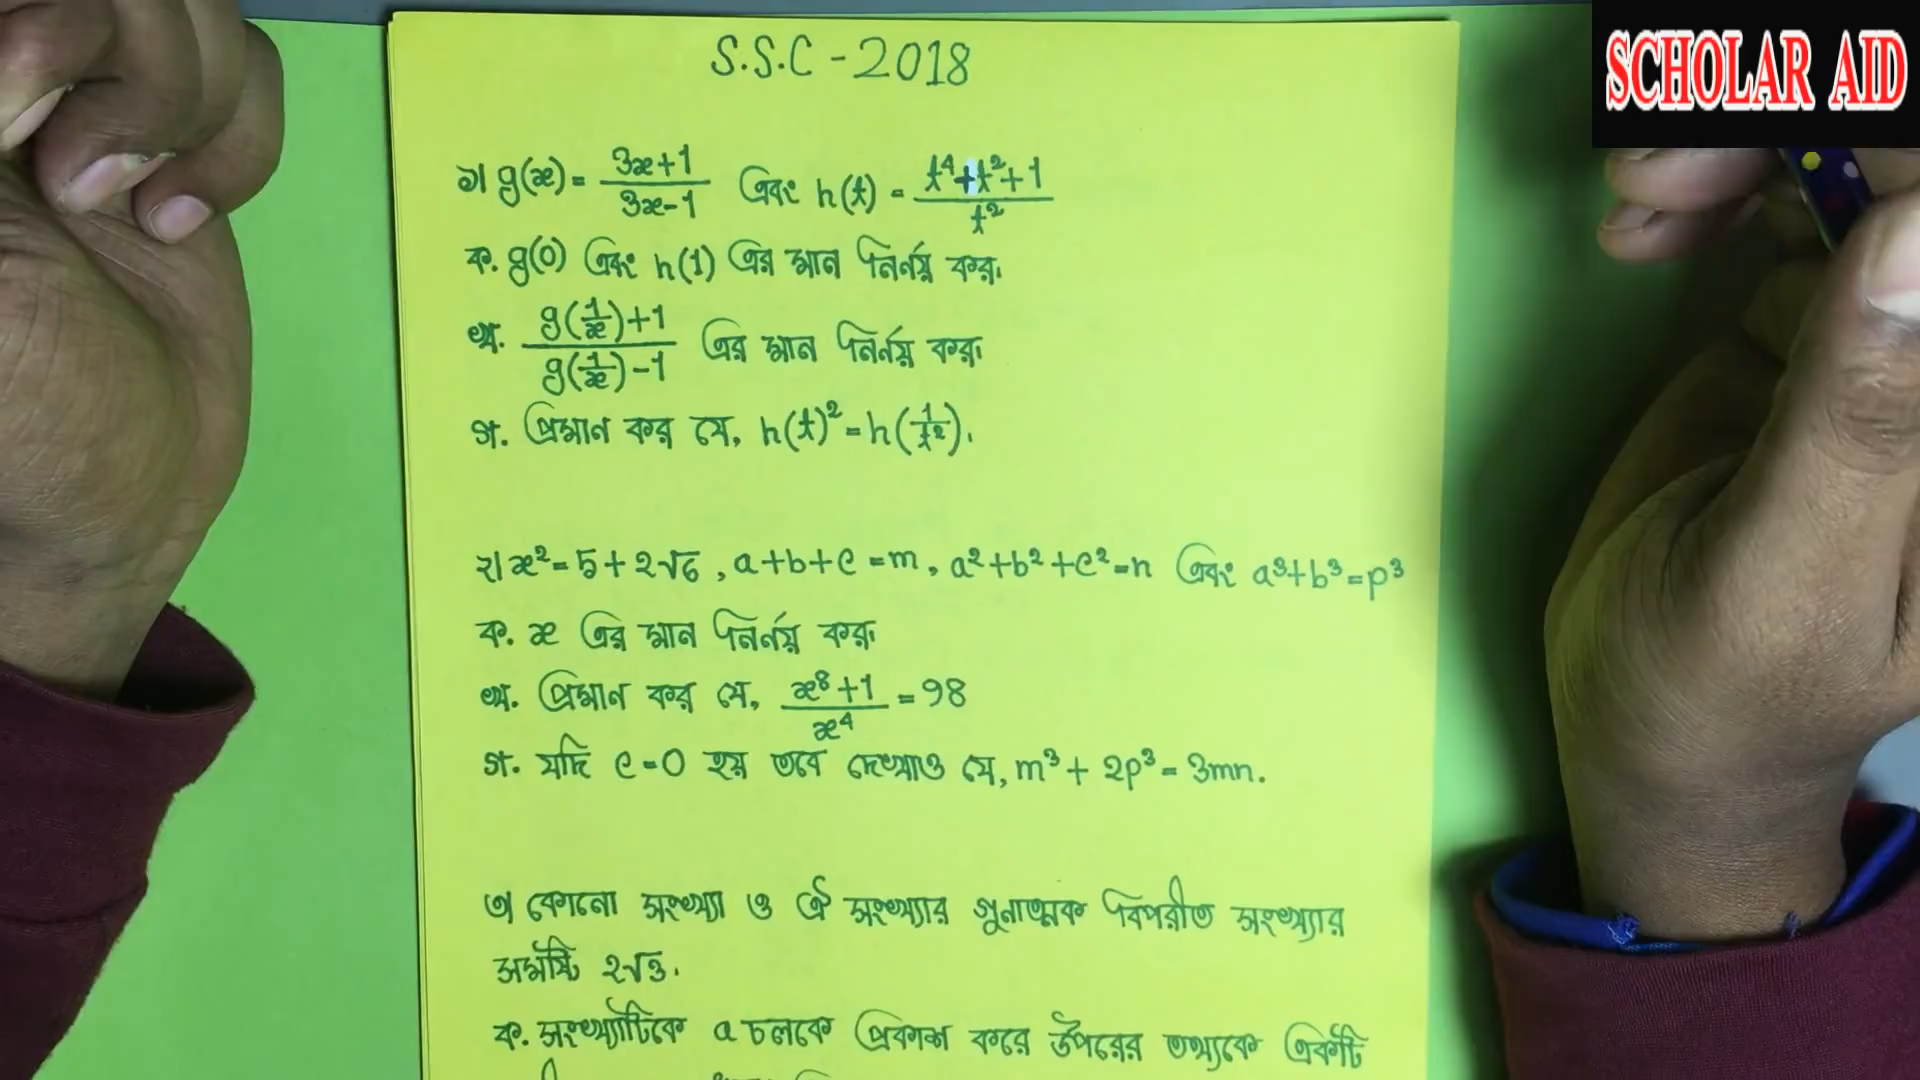 S.S.C - 2018
SCHOLAR AID
১। g(x) = (3x+1)/(3x-1) এবং h(t) = (t⁴+t²+1)/t²
ক. g(0) এবং h(1) এর মান নির্ণয় কর।
খ. (g(1/x)+1)/(g(1/x)-1) এর মান নির্ণয় কর।
গ. প্রমান কর যে, h(t)² = h(1/t²).
২। x² = 5 + 2√6, a+b+c = m, a²+b²+c² = n এবং a³+b³ = p³
ক. x এর মান নির্ণয় কর।
খ. প্রমান কর যে, (x⁸+1)/x⁴ = 98
গ. যদি c = 0 হয় তবে দেখাও যে, m³ + 2p³ = 3mn.
৩। কোনো সংখ্যা ও ঐ সংখ্যার গুনাত্মক বিপরীত সংখ্যার
সমষ্টি ২√৩.
ক. সংখ্যাটিকে a চলকে প্রকাশ করে উপরের তথ্যকে একটি